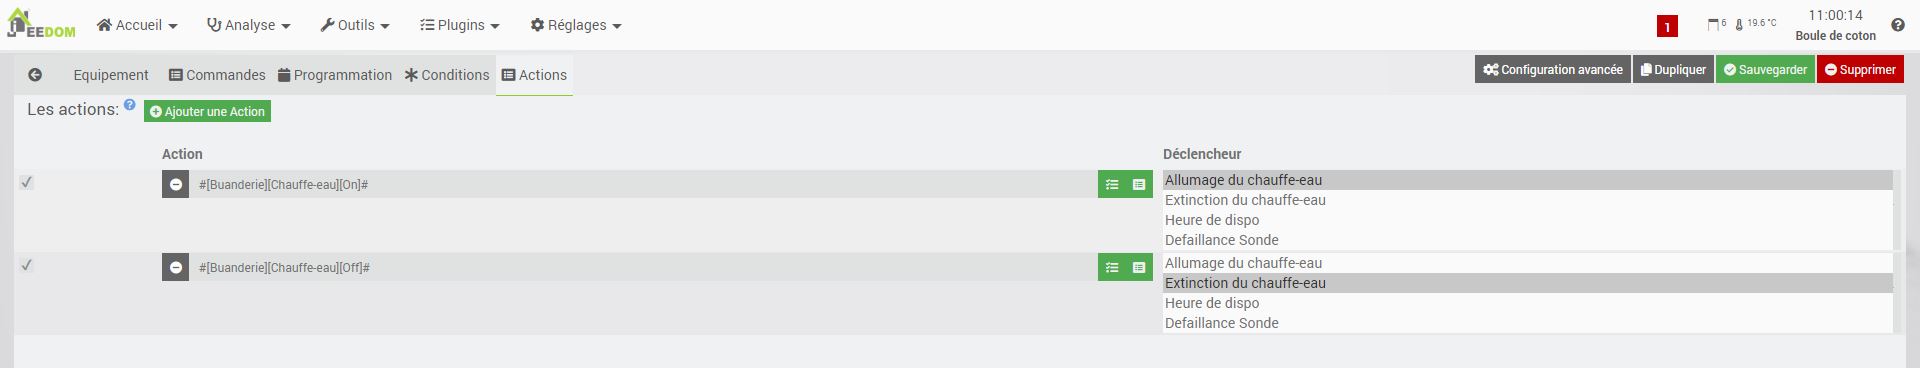 JEEDOM Accueil Analyse Outils Plugins Réglages 1 6 19.6 °C 11:00:14
Boule de coton
Equipement Commandes Programmation Conditions Actions Configuration avancée Dupliquer Sauvegarder Supprimer
Les actions: Ajouter une Action
Action Déclencheur
#[Buanderie][Chauffe-eau][On]# Allumage du chauffe-eau
Extinction du chauffe-eau
Heure de dispo
Defaillance Sonde
#[Buanderie][Chauffe-eau][Off]# Allumage du chauffe-eau
Extinction du chauffe-eau
Heure de dispo
Defaillance Sonde